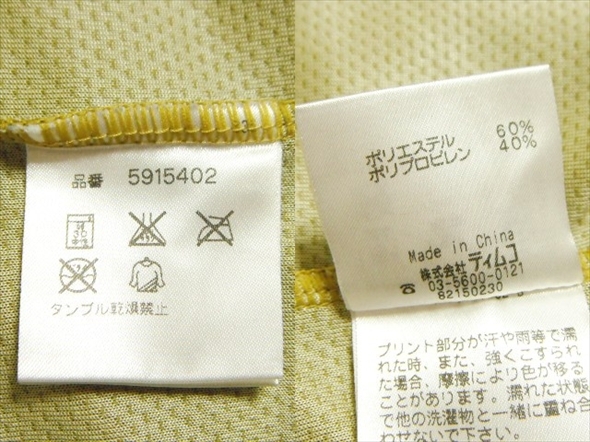 品番 5915402
タンブル乾燥禁止
ポリエステル 60%
ポリプロピレン 40%
Made in China
株式会社ティムコ
03-5600-0121
82150230
プリント部分が汗や雨等で濡
れた時、また、強くこすられ
た場合、摩擦により色が移る
ことがあります。濡れた状態
で他の洗濯物と一緒に重ね合
わせないで下さい。